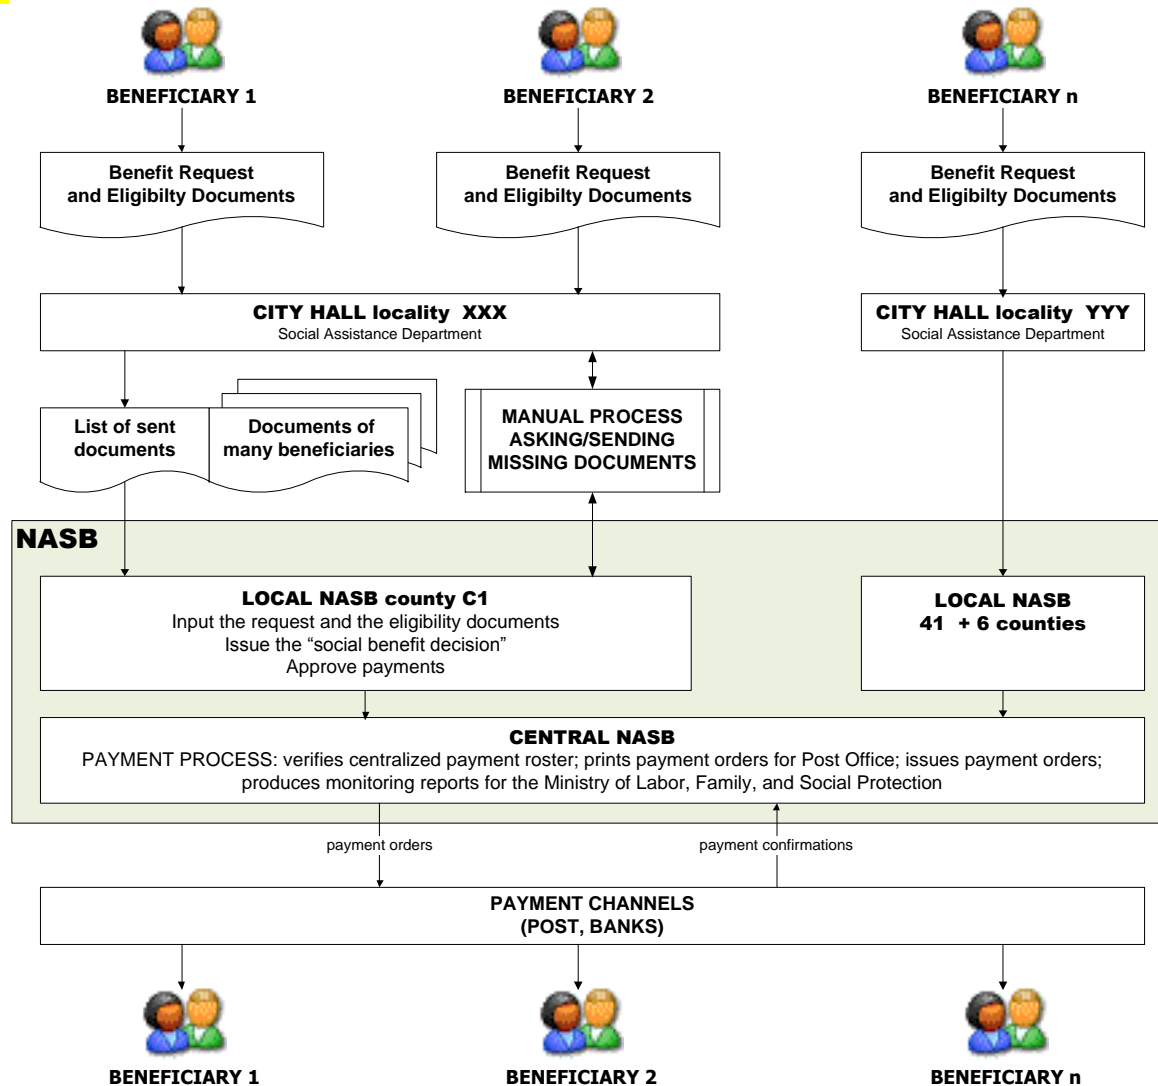 BENEFICIARY 1
BENEFICIARY 2
BENEFICIARY n
Benefit Request
and Eligibilty Documents
Benefit Request
and Eligibilty Documents
Benefit Request
and Eligibilty Documents
CITY HALL locality XXX
Social Assistance Department
CITY HALL locality YYY
Social Assistance Department
List of sent
documents
Documents of
many beneficiaries
MANUAL PROCESS
ASKING/SENDING
MISSING DOCUMENTS
NASB
LOCAL NASB county C1
Input the request and the eligibility documents
Issue the “social benefit decision”
Approve payments
LOCAL NASB
41 + 6 counties
CENTRAL NASB
PAYMENT PROCESS: verifies centralized payment roster; prints payment orders for Post Office; issues payment orders;
produces monitoring reports for the Ministry of Labor, Family, and Social Protection
payment orders
payment confirmations
PAYMENT CHANNELS
(POST, BANKS)
BENEFICIARY 1
BENEFICIARY 2
BENEFICIARY n